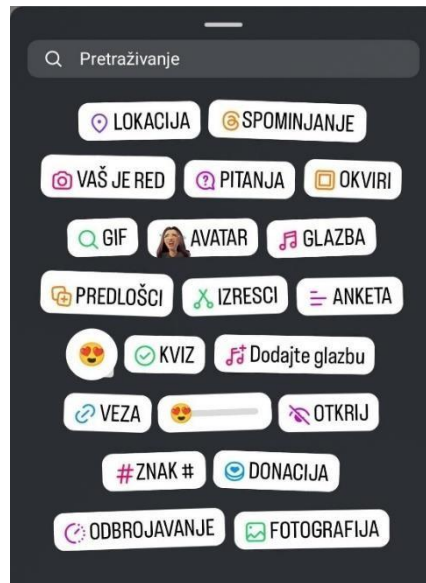 Pretraživanje
LOKACIJA SPOMINJANJE
VAŠ JE RED PITANJA OKVIRI
GIF AVATAR GLAZBA
PREDLOŠCI IZRESCI ANKETA
KVIZ Dodajte glazbu
VEZA OTKRIJ
#ZNAK # DONACIJA
ODBROJAVANJE FOTOGRAFIJA